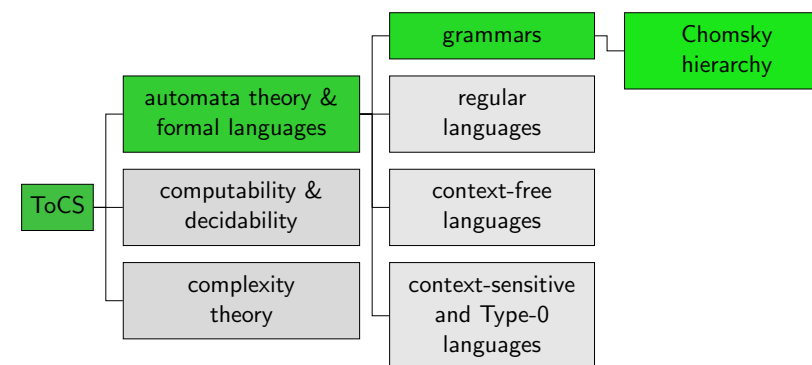 ToCS
automata theory &
formal languages
computability &
decidability
complexity
theory
grammars
regular
languages
context-free
languages
context-sensitive
and Type-0
languages
Chomsky
hierarchy